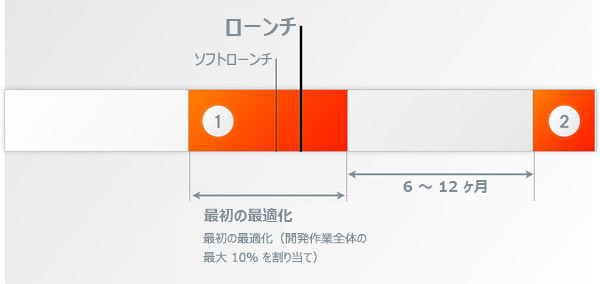 ローンチ
ソフトローンチ
1
2
6 ～ 12 ヶ月
最初の最適化
最初の最適化（開発作業全体の
最大 10% を割り当て）